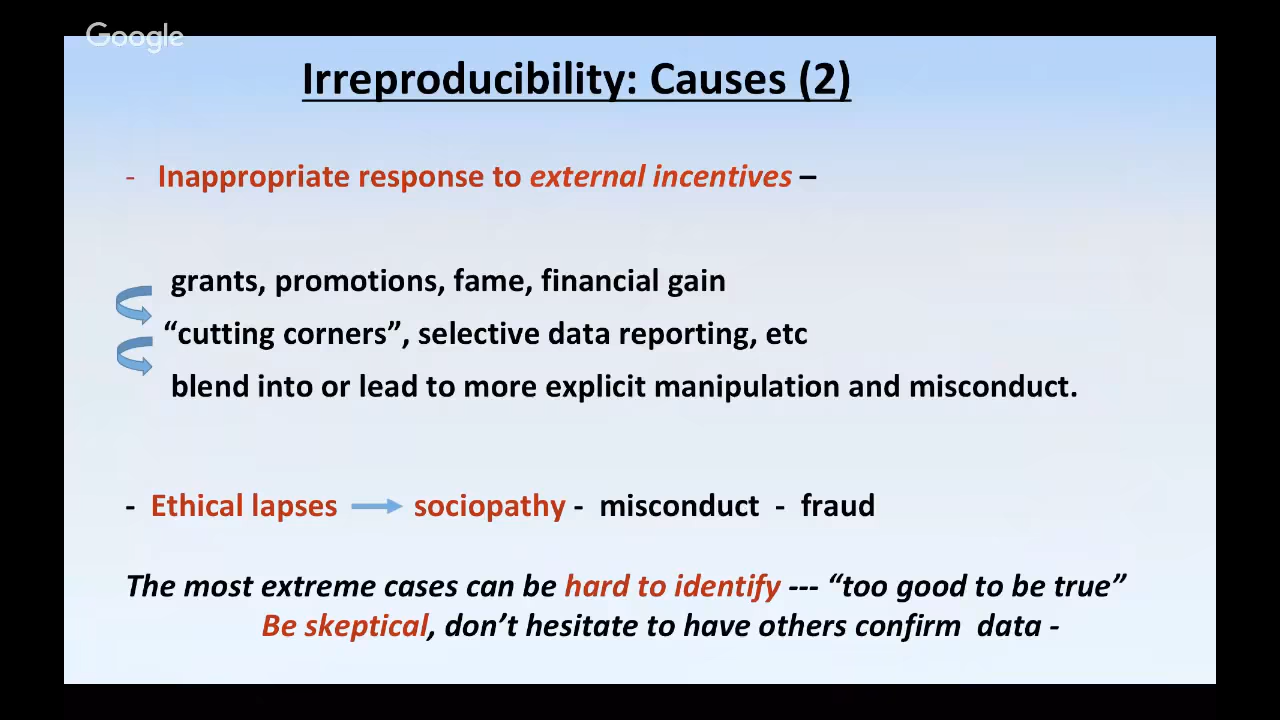 Google
Irreproducibility: Causes (2)
- Inappropriate response to external incentives –
grants, promotions, fame, financial gain
“cutting corners”, selective data reporting, etc
blend into or lead to more explicit manipulation and misconduct.
- Ethical lapses sociopathy - misconduct - fraud
The most extreme cases can be hard to identify --- “too good to be true”
Be skeptical, don’t hesitate to have others confirm data -